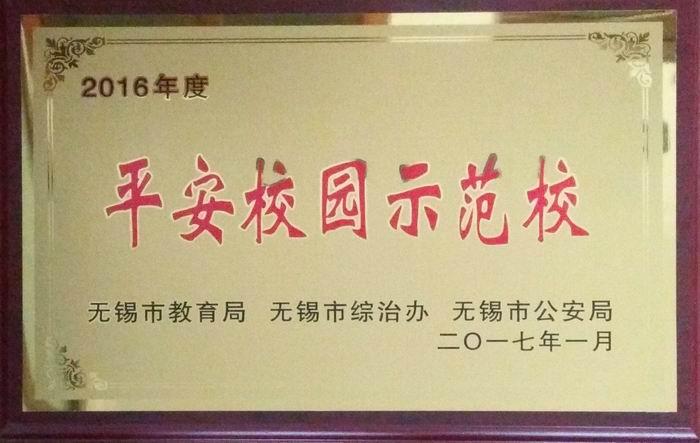 2016年度
平安校园示范校
无锡市教育局 无锡市综治办 无锡市公安局
二〇一七年一月